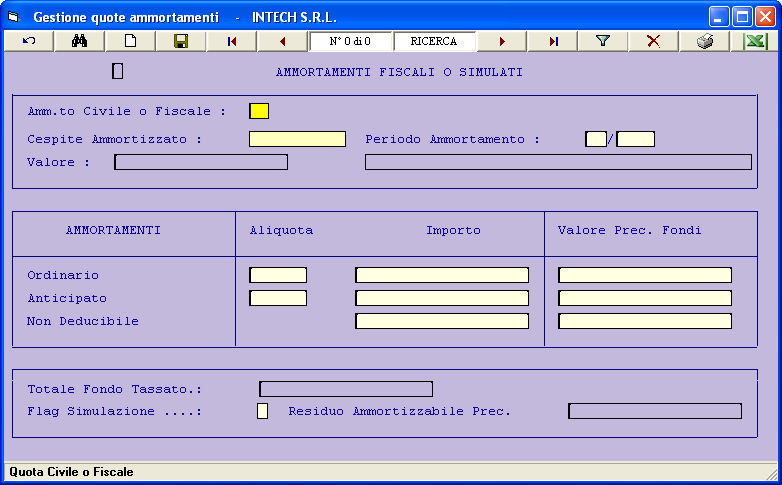 Gestione quote ammortamenti - INTECH S.R.L.
N° 0 di 0 RICERCA
AMMORTAMENTI FISCALI O SIMULATI
Amm.to Civile o Fiscale :
Cespite Ammortizzato : Periodo Ammortamento : /
Valore :
AMMORTAMENTI Aliquota Importo Valore Prec. Fondi
Ordinario
Anticipato
Non Deducibile
Totale Fondo Tassato.:
Flag Simulazione ....: Residuo Ammortizzabile Prec.
Quota Civile o Fiscale